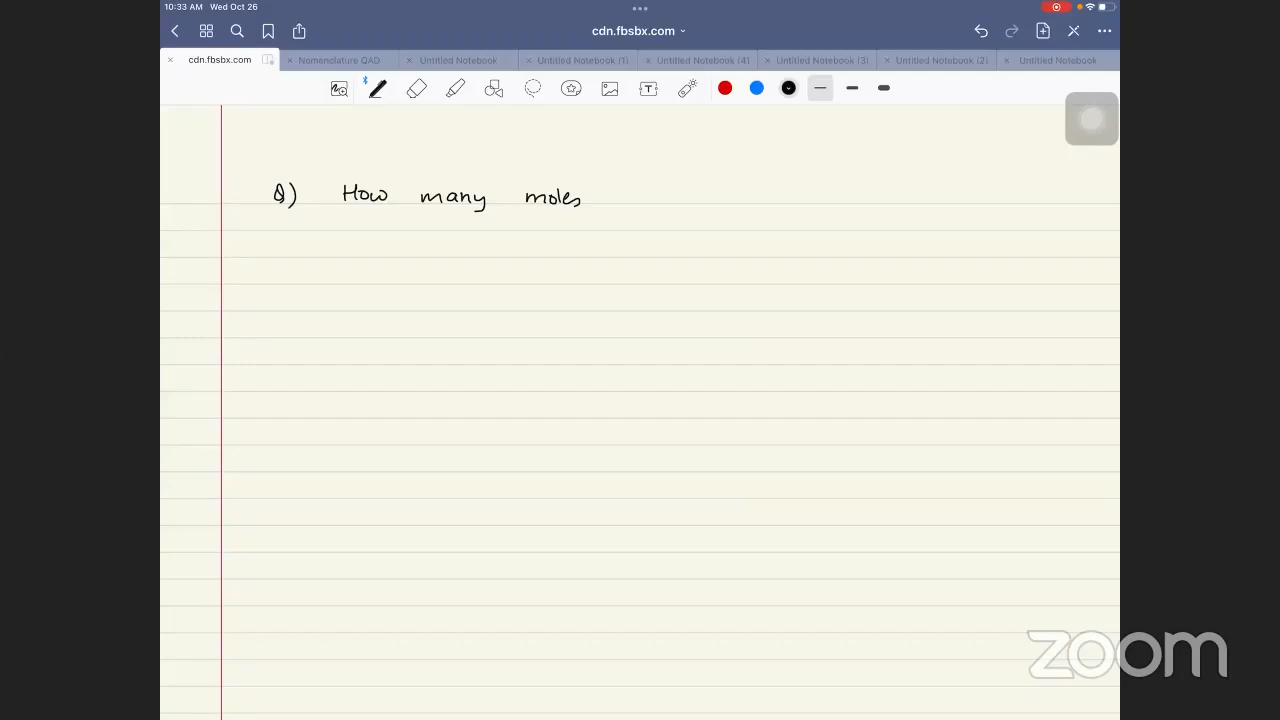 10:33 AM Wed Oct 26
cdn.fbsbx.com
cdn.fbsbx.com Nomenclature QAD Untitled Notebook Untitled Notebook (1) Untitled Notebook (4) Untitled Notebook (3) Untitled Notebook (2) Untitled Notebook
T
Q) How many moles
zoom